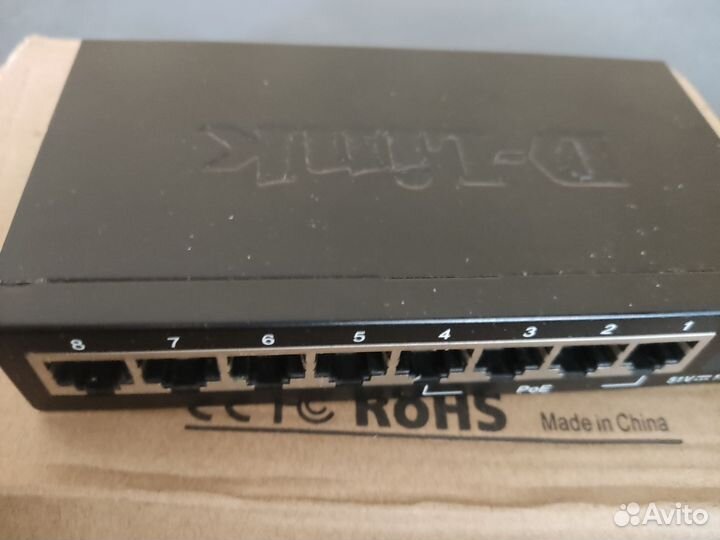 D-Link
8 7 6 5 4 3 2 1
PoE
CE FC RoHS Made in China
Avito